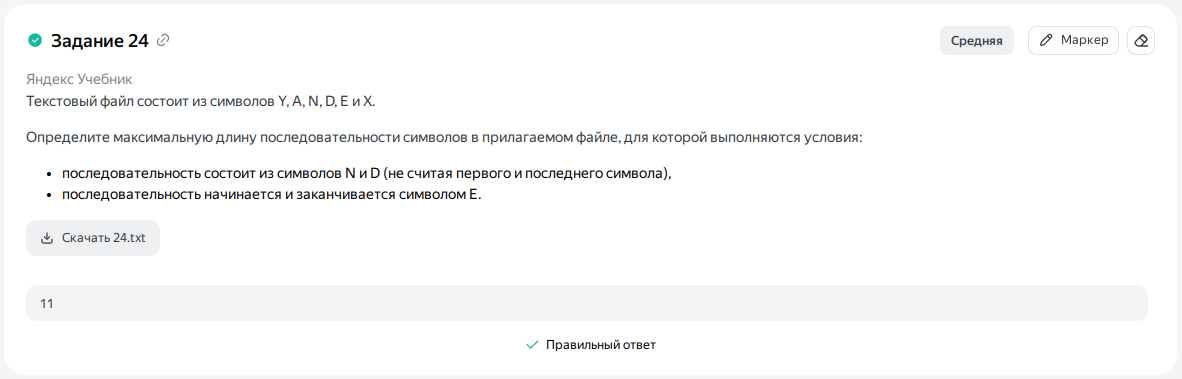 Задание 24
Средняя
Маркер
Яндекс Учебник
Текстовый файл состоит из символов Y, A, N, D, E и X.
Определите максимальную длину последовательности символов в прилагаемом файле, для которой выполняются условия:
• последовательность состоит из символов N и D (не считая первого и последнего символа),
• последовательность начинается и заканчивается символом E.
Скачать 24.txt
11
Правильный ответ